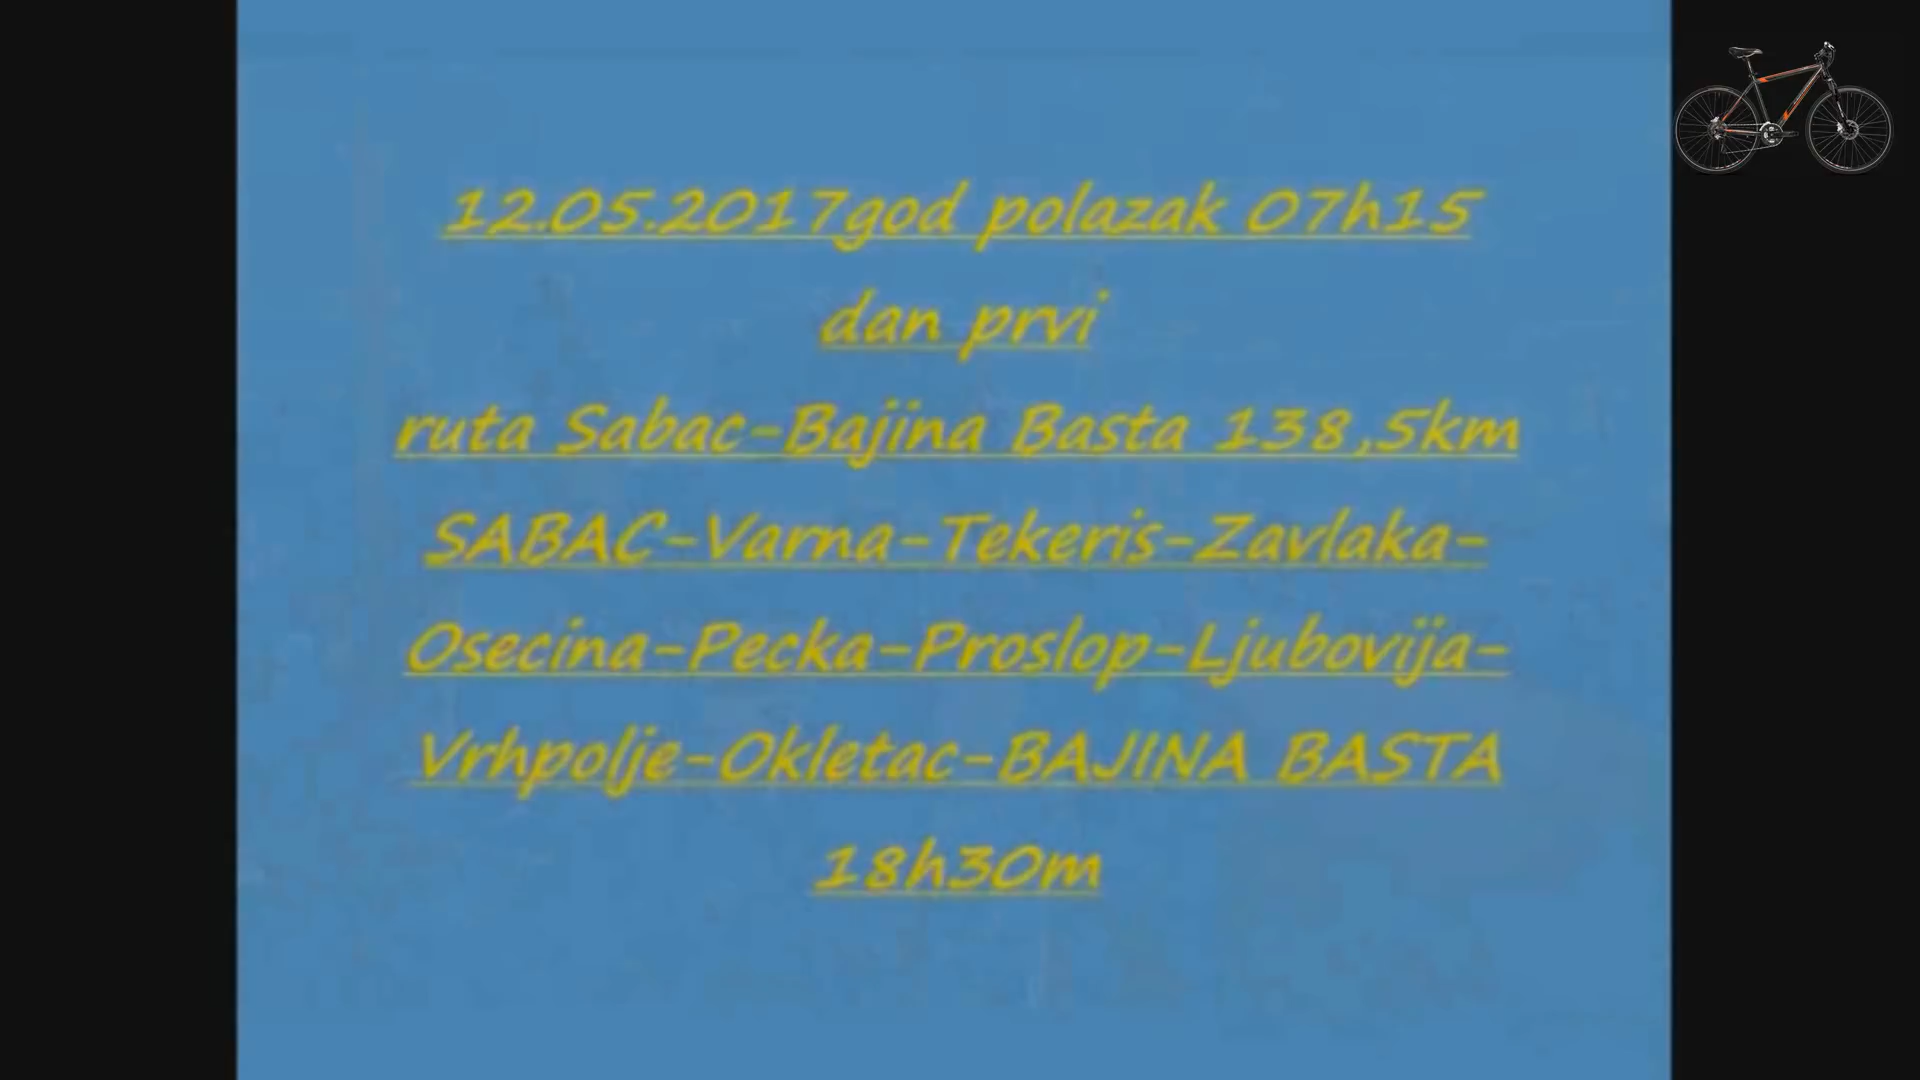 12.05.2017god polazak 07h15
dan prvi
ruta Sabac-Bajina Basta 138,5km
SABAC-Varna-Tekeris-Zavlaka-
Osecina-Pecka-Proslop-Ljubovija-
Vrhpolje-Okletac-BAJINA BASTA
18h30m